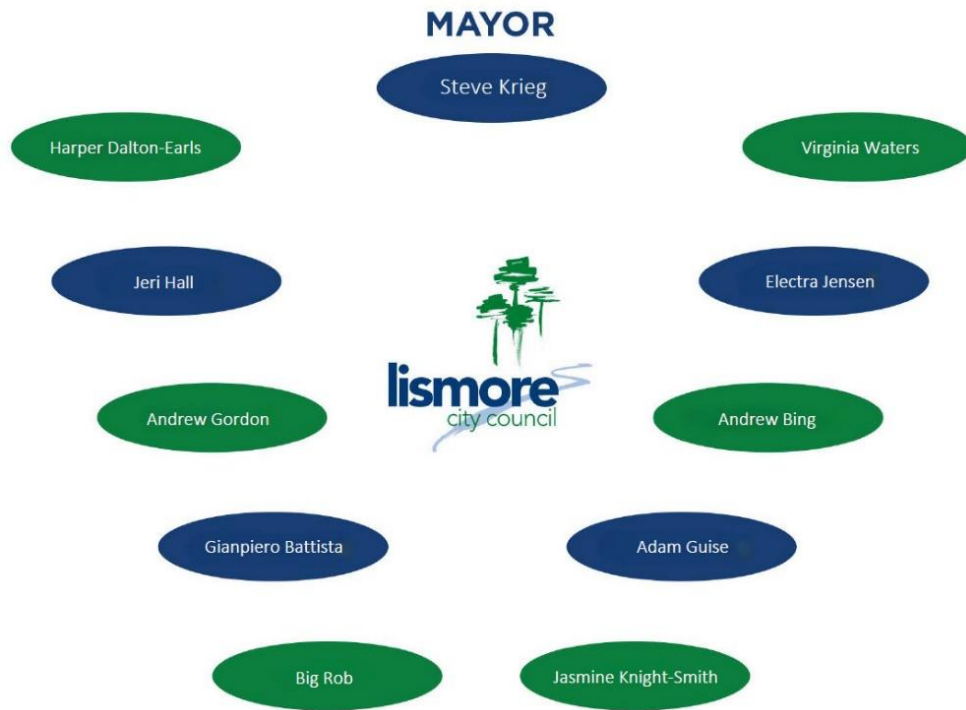 MAYOR
Steve Krieg
Harper Dalton-Earls
Virginia Waters
Jeri Hall
Electra Jensen
lismore
city council
Andrew Gordon
Andrew Bing
Gianpiero Battista
Adam Guise
Big Rob
Jasmine Knight-Smith